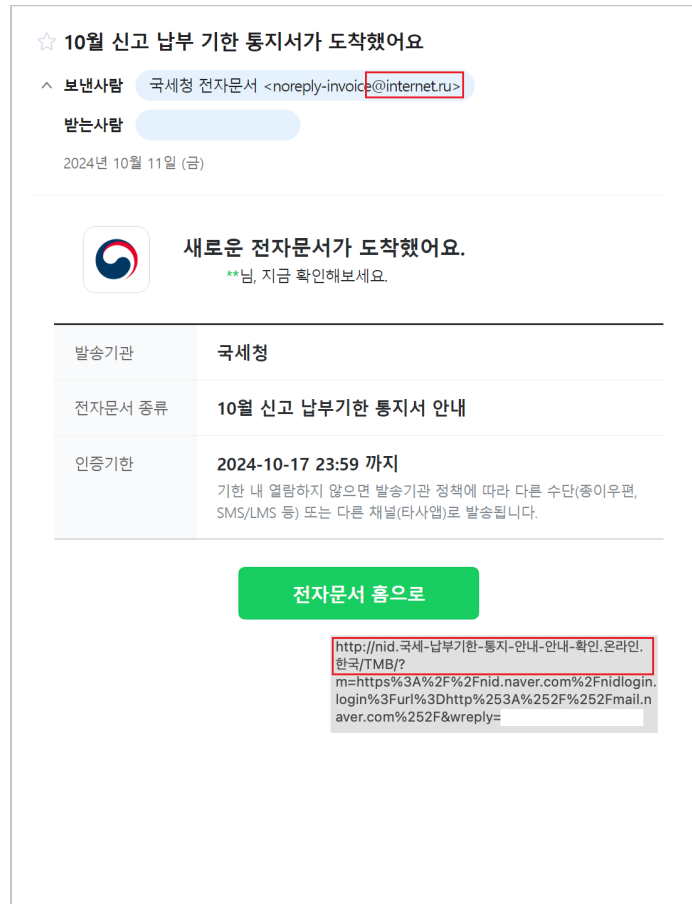 10월 신고 납부 기한 통지서가 도착했어요
보낸사람 국세청 전자문서 <noreply-invoice@internet.ru>
받는사람
2024년 10월 11일 (금)
새로운 전자문서가 도착했어요.
**님, 지금 확인해보세요.
발송기관 국세청
전자문서 종류 10월 신고 납부기한 통지서 안내
인증기한 2024-10-17 23:59 까지
기한 내 열람하지 않으면 발송기관 정책에 따라 다른 수단(종이우편,
SMS/LMS 등) 또는 다른 채널(타사앱)로 발송됩니다.
전자문서 홈으로
http://nid.국세-납부기한-통지-안내-안내-확인.온라인.
한국/TMB/?
m=https%3A%2F%2Fnid.naver.com%2Fnidlogin.
login%3Furl%3Dhttp%253A%252F%252Fmail.n
aver.com%252F&wreply=